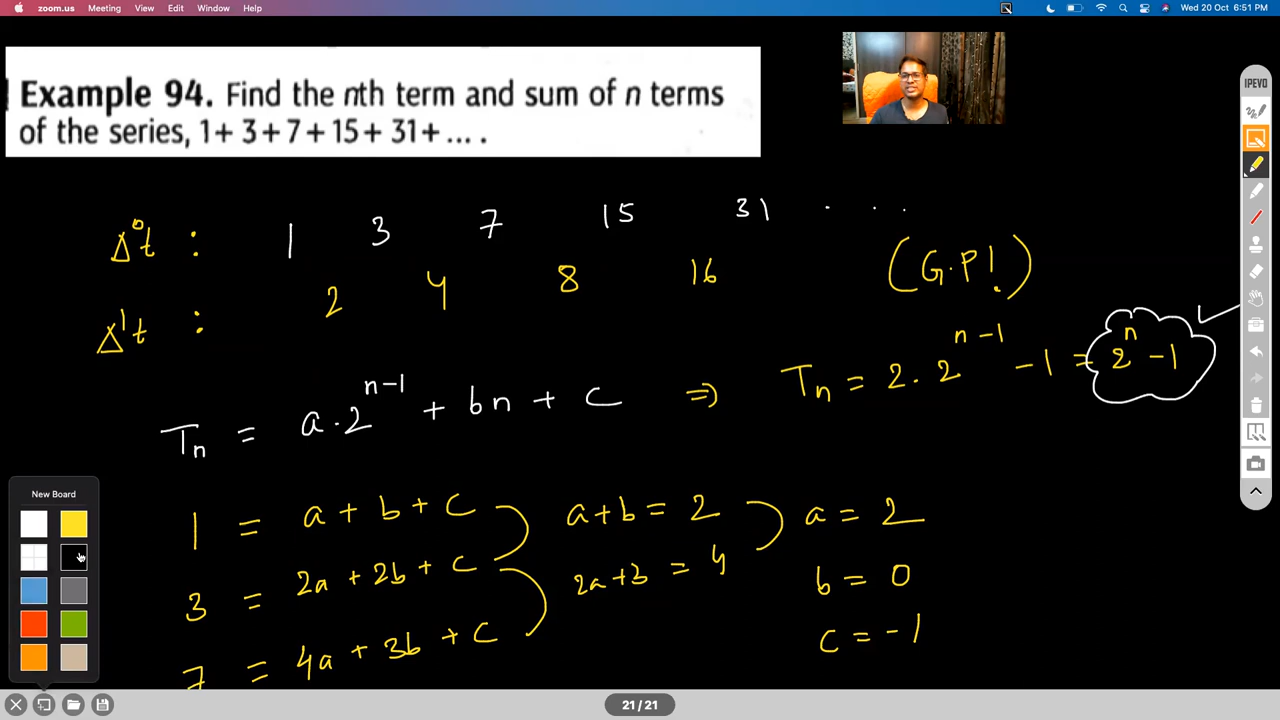 zoom.us Meeting View Edit Window Help Wed 20 Oct 6:51 PM
Example 94. Find the nth term and sum of n terms
of the series, 1+ 3+ 7+ 15+ 31+ ... .
IPEVO
Δ⁰t : 1 3 7 15 31 . . .
Δ¹t : 2 4 8 16 (G.P!)
Tn = a·2^(n-1) + bn + c ⇒ Tn = 2·2^(n-1) - 1 = 2^n - 1
New Board
1 = a + b + c a+b = 2 a = 2
3 = 2a + 2b + c 2a+b = 4 b = 0
7 = 4a + 3b + c c = -1
21 / 21